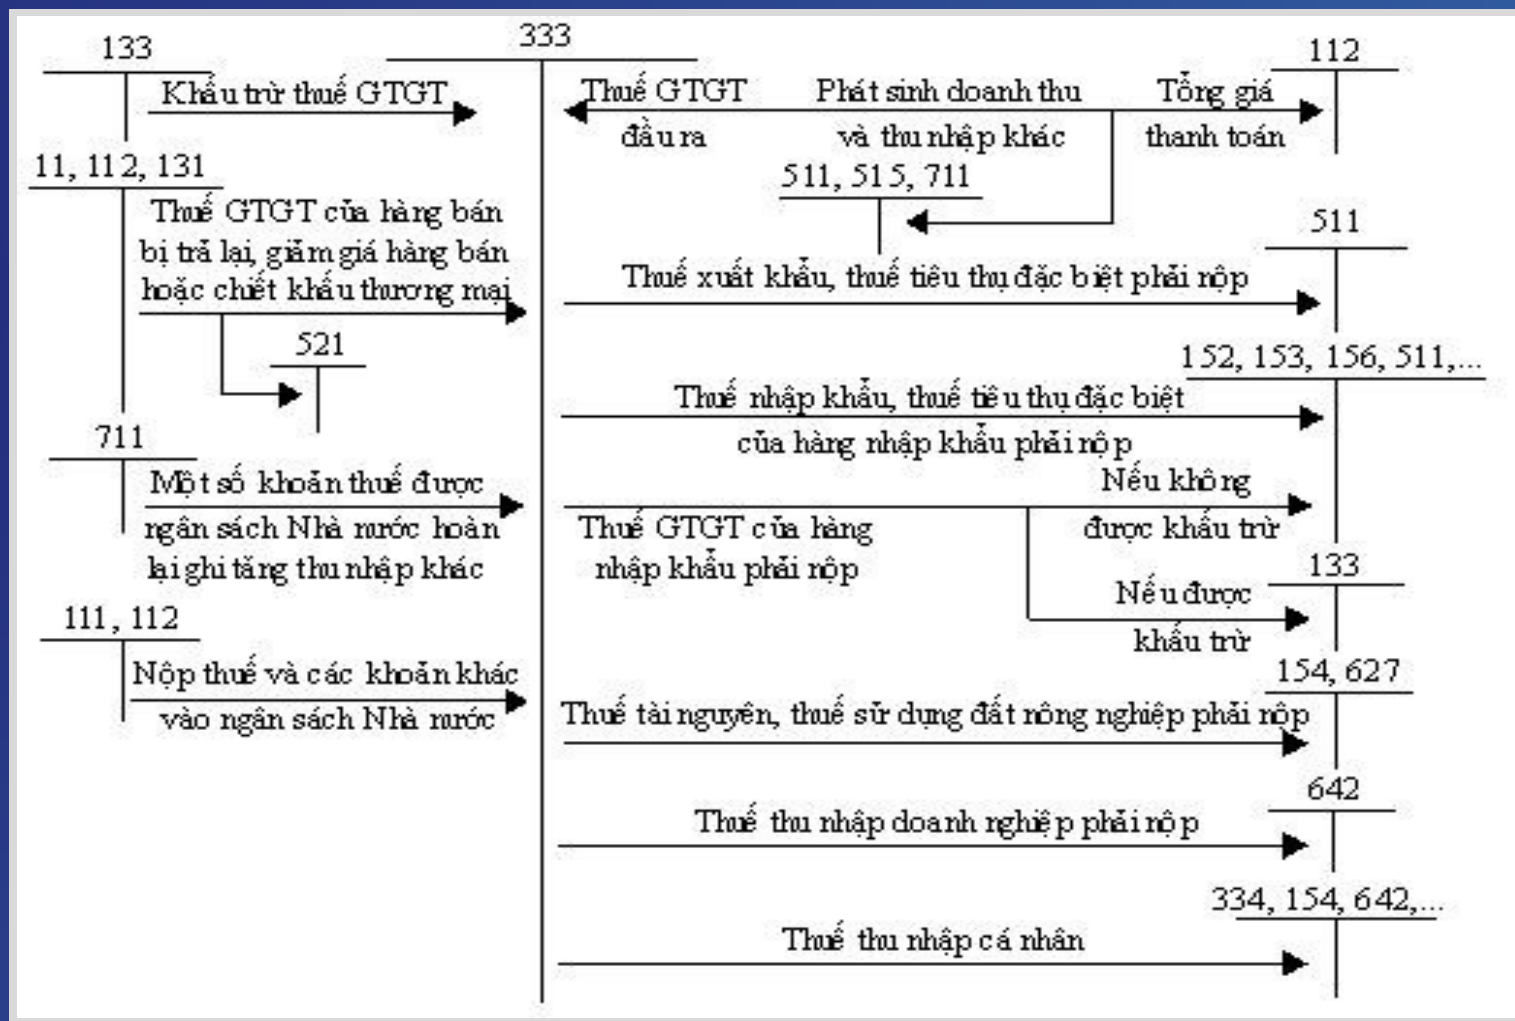 133
333
112
Khấu trừ thuế GTGT
Thuế GTGT
đầu ra
Phát sinh doanh thu
và thu nhập khác
Tổng giá
thanh toán
11, 112, 131
511, 515, 711
Thuế GTGT của hàng bán
bị trả lại, giảm giá hàng bán
hoặc chiết khấu thương mại
511
Thuế xuất khẩu, thuế tiêu thụ đặc biệt phải nộp
521
152, 153, 156, 511,...
Thuế nhập khẩu, thuế tiêu thụ đặc biệt
của hàng nhập khẩu phải nộp
711
Một số khoản thuế được
ngân sách Nhà nước hoàn
lại ghi tăng thu nhập khác
Thuế GTGT của hàng
nhập khẩu phải nộp
Nếu không
được khấu trừ
133
Nếu được
khấu trừ
111, 112
Nộp thuế và các khoản khác
vào ngân sách Nhà nước
154, 627
Thuế tài nguyên, thuế sử dụng đất nông nghiệp phải nộp
642
Thuế thu nhập doanh nghiệp phải nộp
334, 154, 642,...
Thuế thu nhập cá nhân